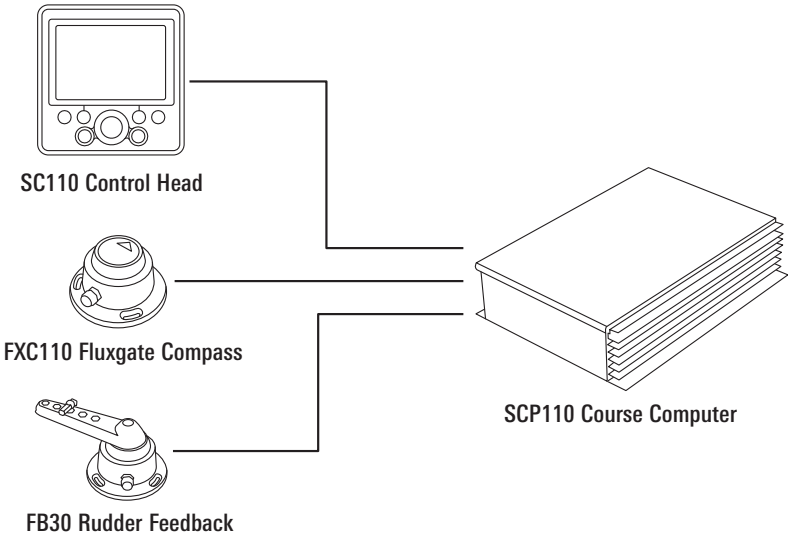 SC110 Control Head
FXC110 Fluxgate Compass
SCP110 Course Computer
FB30 Rudder Feedback